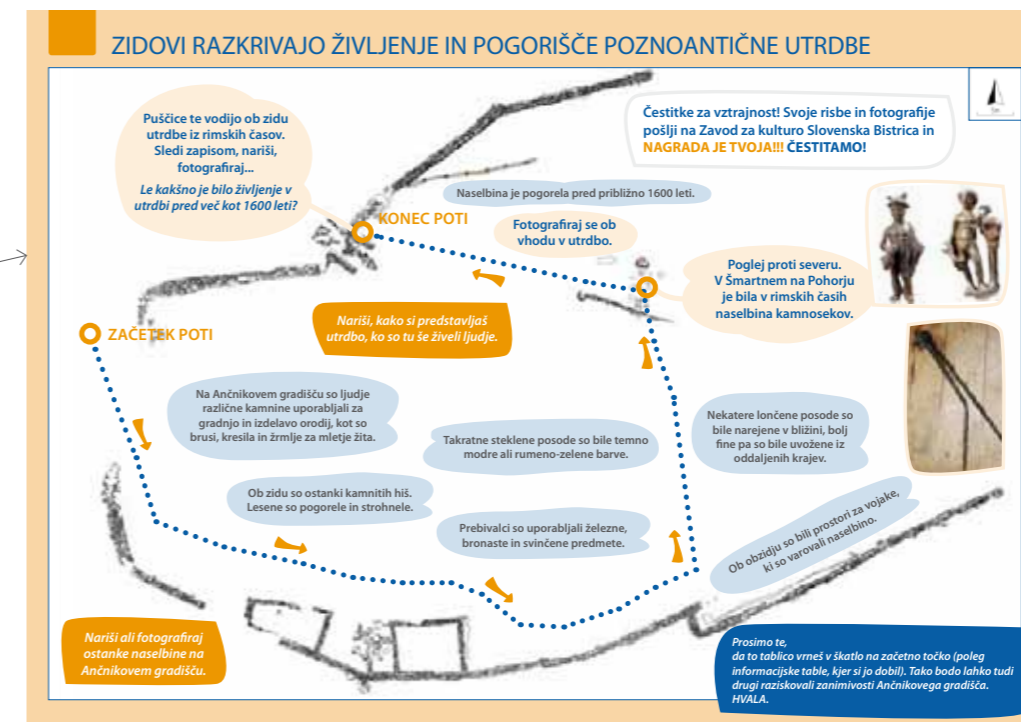 ZIDOVI RAZKRIVAJO ŽIVLJENJE IN POGORIŠČE POZNOANTIČNE UTRDBE
Puščice te vodijo ob zidu
utrdbe iz rimskih časov.
Sledi zapisom, nariši,
fotografiraj...
Le kakšno je bilo življenje v
utrdbi pred več kot 1600 leti?
Čestitke za vztrajnost! Svoje risbe in fotografije
pošlji na Zavod za kulturo Slovenska Bistrica in
NAGRADA JE TVOJA!!! ČESTITAMO!
Naselbina je pogorela pred približno 1600 leti.
KONEC POTI
Fotografiraj se ob
vhodu v utrdbo.
Poglej proti severu.
V Šmartnem na Pohorju
je bila v rimskih časih
naselbina kamnosekov.
Nariši, kako si predstavljaš
utrdbo, ko so tu še živeli ljudje.
ZAČETEK POTI
Na Ančnikovem gradišču so ljudje
različne kamnine uporabljali za
gradnjo in izdelavo orodij, kot so
brusi, kresila in žrmlje za mletje žita.
Takratne steklene posode so bile temno
modre ali rumeno-zelene barve.
Nekatere lončene posode so
bile narejene v bližini, bolj
fine pa so bile uvožene iz
oddaljenih krajev.
Ob zidu so ostanki kamnitih hiš.
Lesene so pogorele in strohnele.
Prebivalci so uporabljali železne,
bronaste in svinčene predmete.
Ob obzidju so bili prostori za vojake,
ki so varovali naselbino.
Nariši ali fotografiraj
ostanke naselbine na
Ančnikovem gradišču.
Prosimo te,
da to tablico vrneš v škatlo na začetno točko (poleg
informacijske table, kjer si jo dobil). Tako bodo lahko tudi
drugi raziskovali zanimivosti Ančnikovega gradišča.
HVALA.